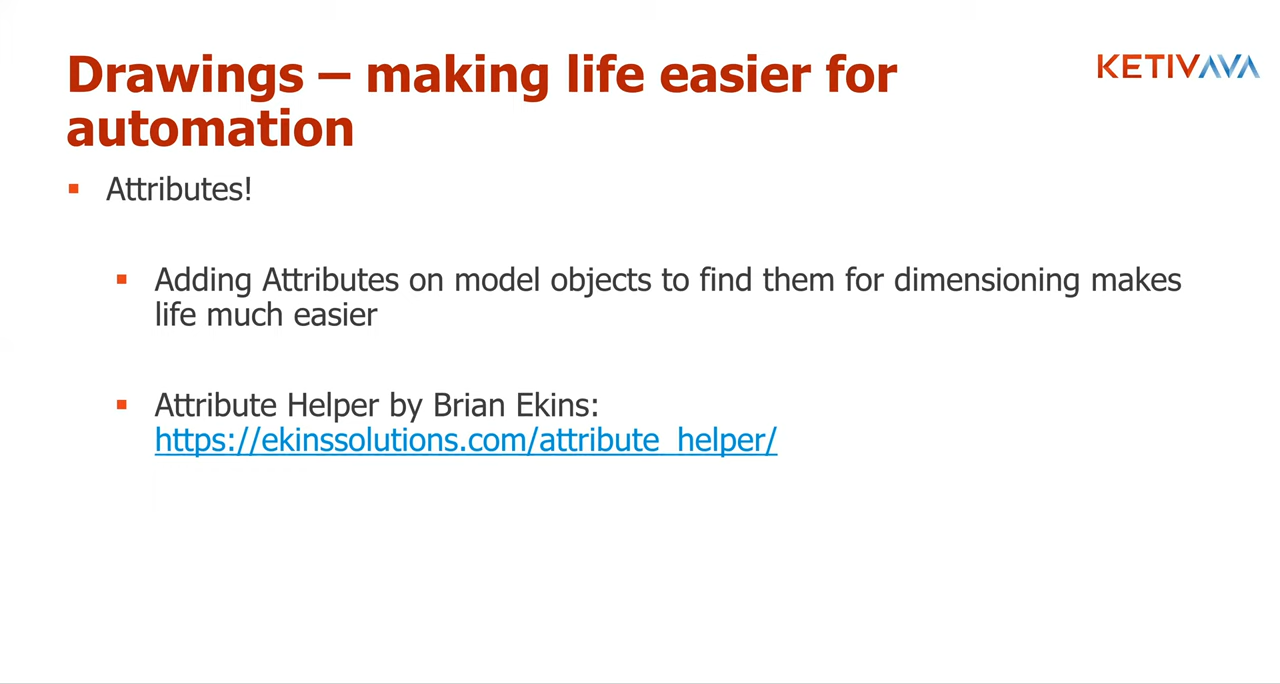 Drawings – making life easier for
automation
KETIVAVA
▪ Attributes!
▪ Adding Attributes on model objects to find them for dimensioning makes
life much easier
▪ Attribute Helper by Brian Ekins:
https://ekinssolutions.com/attribute_helper/